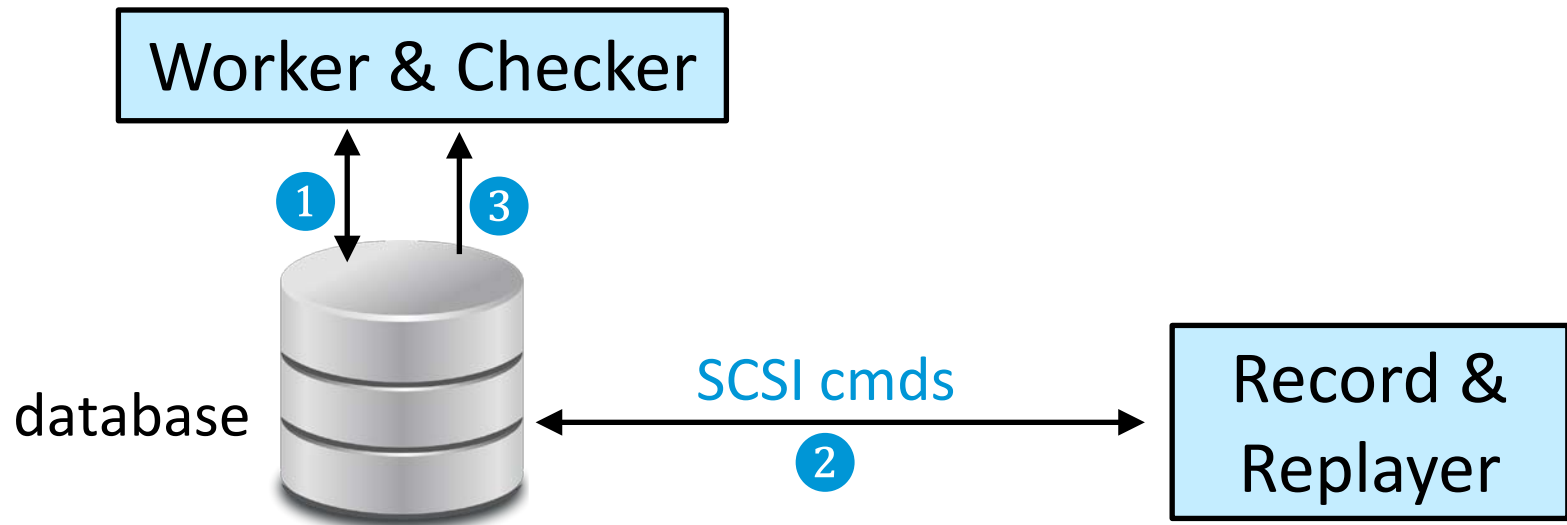 Worker & Checker
1
3
SCSI cmds
database
2
Record &
Replayer